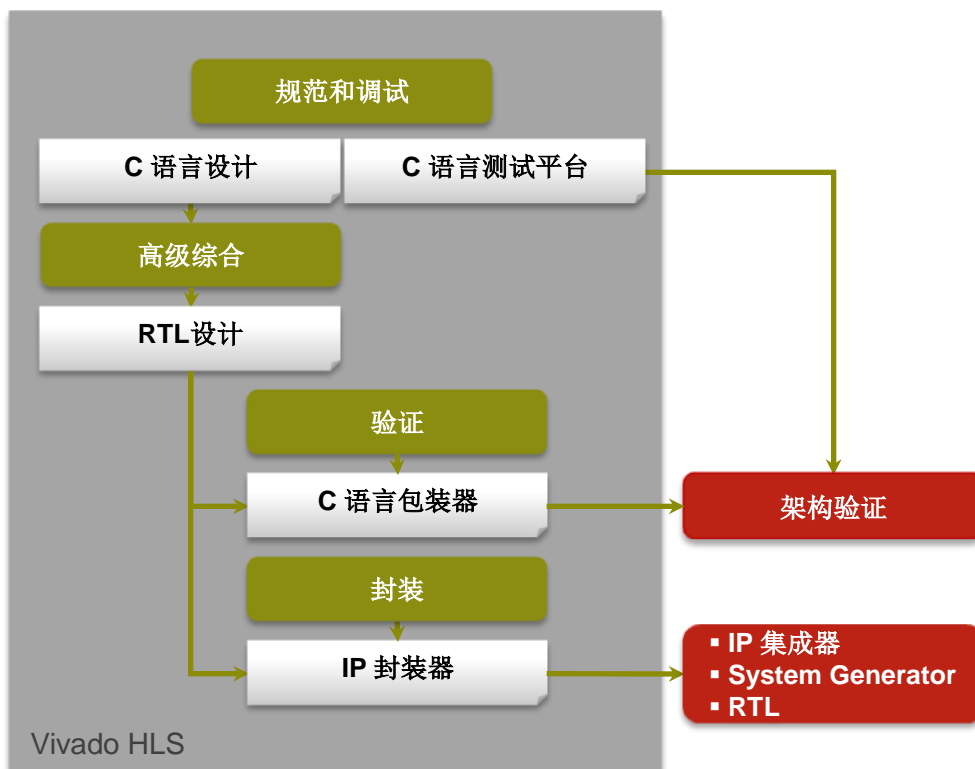 规范和调试
C 语言设计
C 语言测试平台
高级综合
RTL设计
验证
C 语言包装器
架构验证
封装
IP 封装器
▪ IP 集成器
▪ System Generator
▪ RTL
Vivado HLS